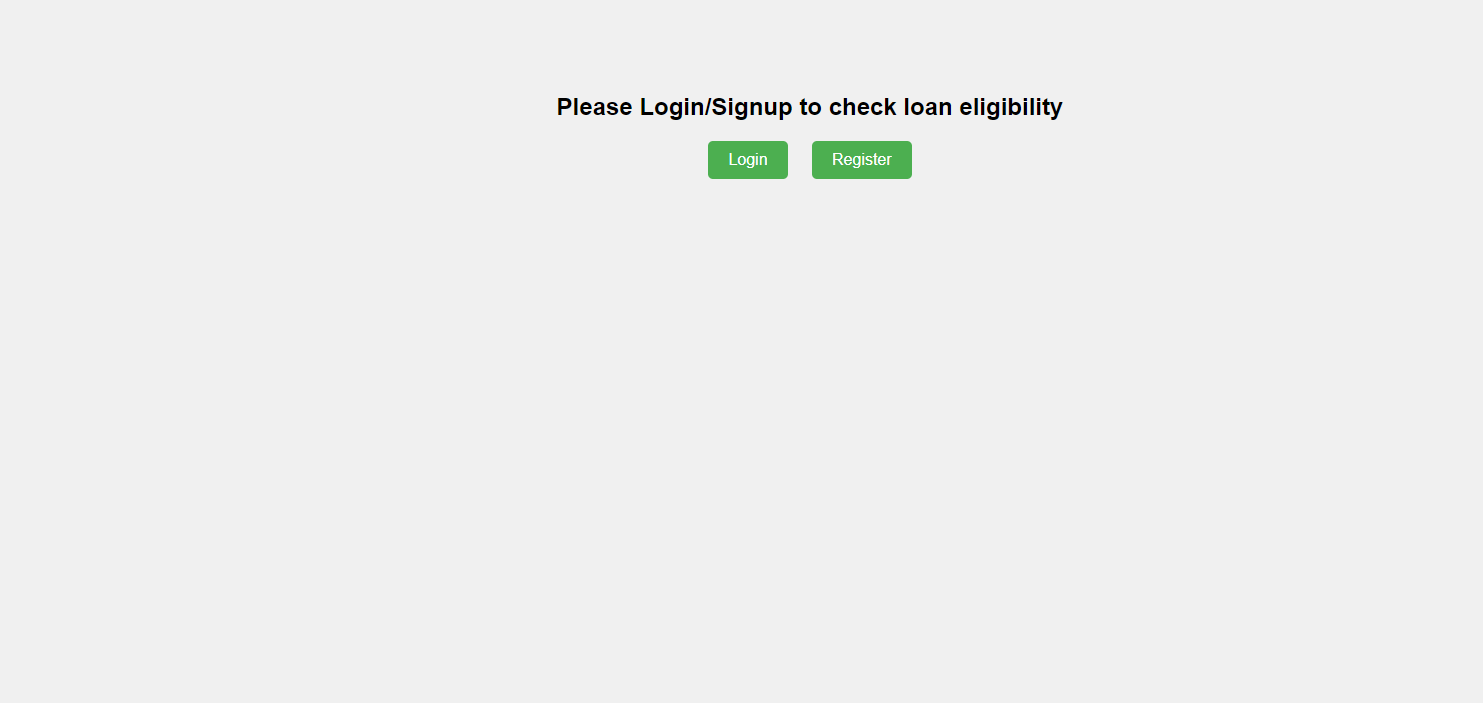 Please Login/Signup to check loan eligibility
Login Register